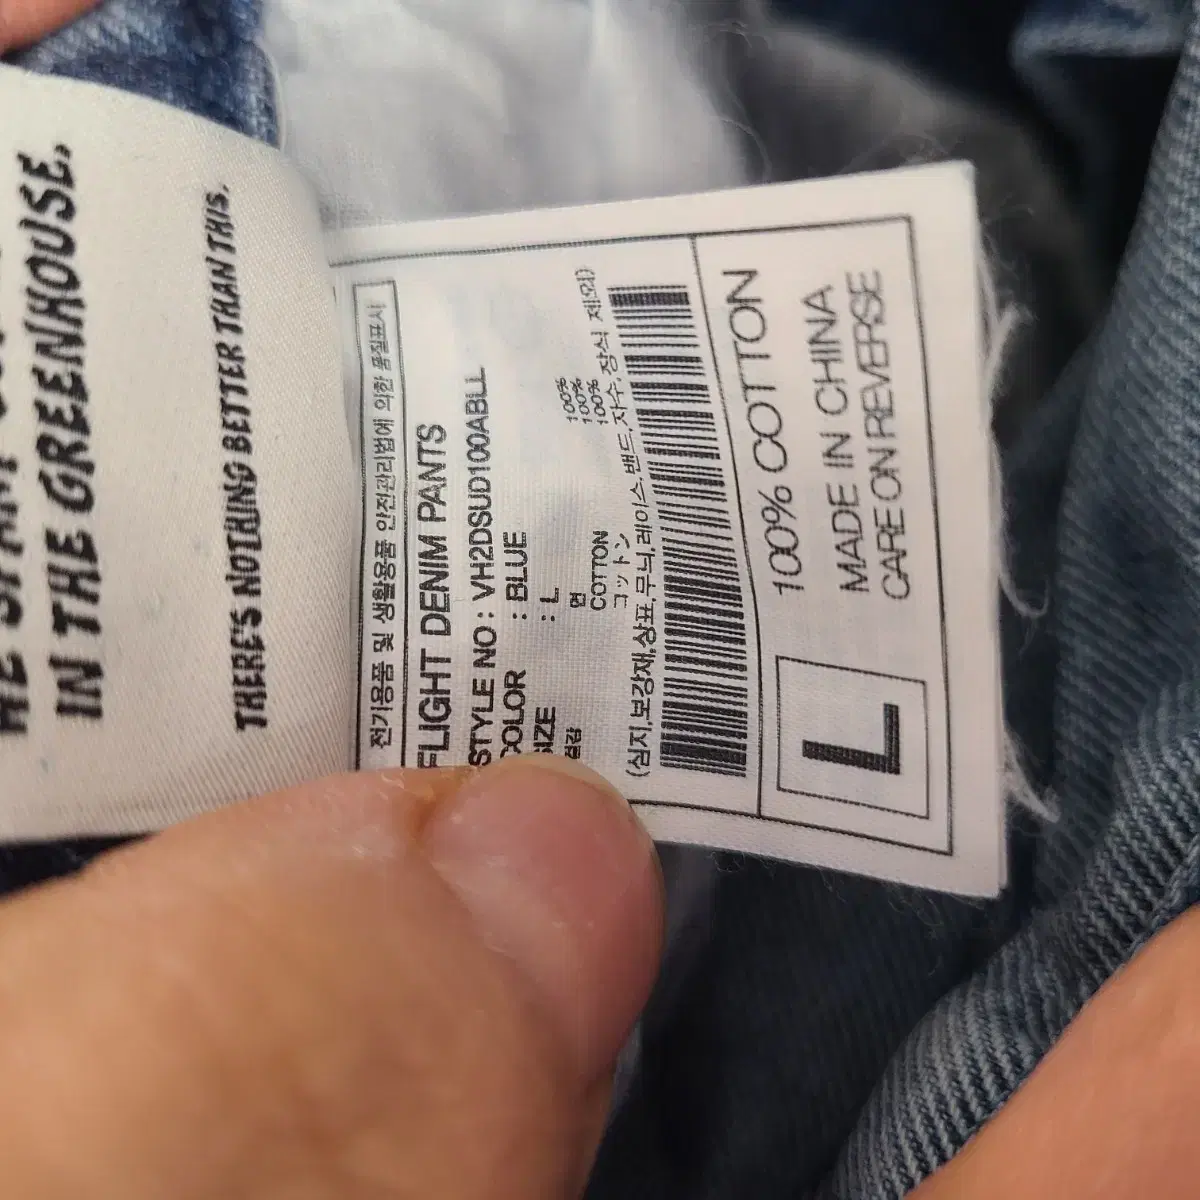 IN THE GREENHOUSE.
THERE'S NOTHING BETTER THAN THIS.
전기용품 및 생활용품 안전관리법에 의한 품질표시
FLIGHT DENIM PANTS
STYLE NO : VH2DSUD100ABLL
COLOR : BLUE
SIZE : L
겉감 면 100%
COTTON 100%
コットン 100%
(심지,보강재,상표,무늬,레이스,밴드,자수,장식 제외)
100% COTTON
MADE IN CHINA
CARE ON REVERSE
L